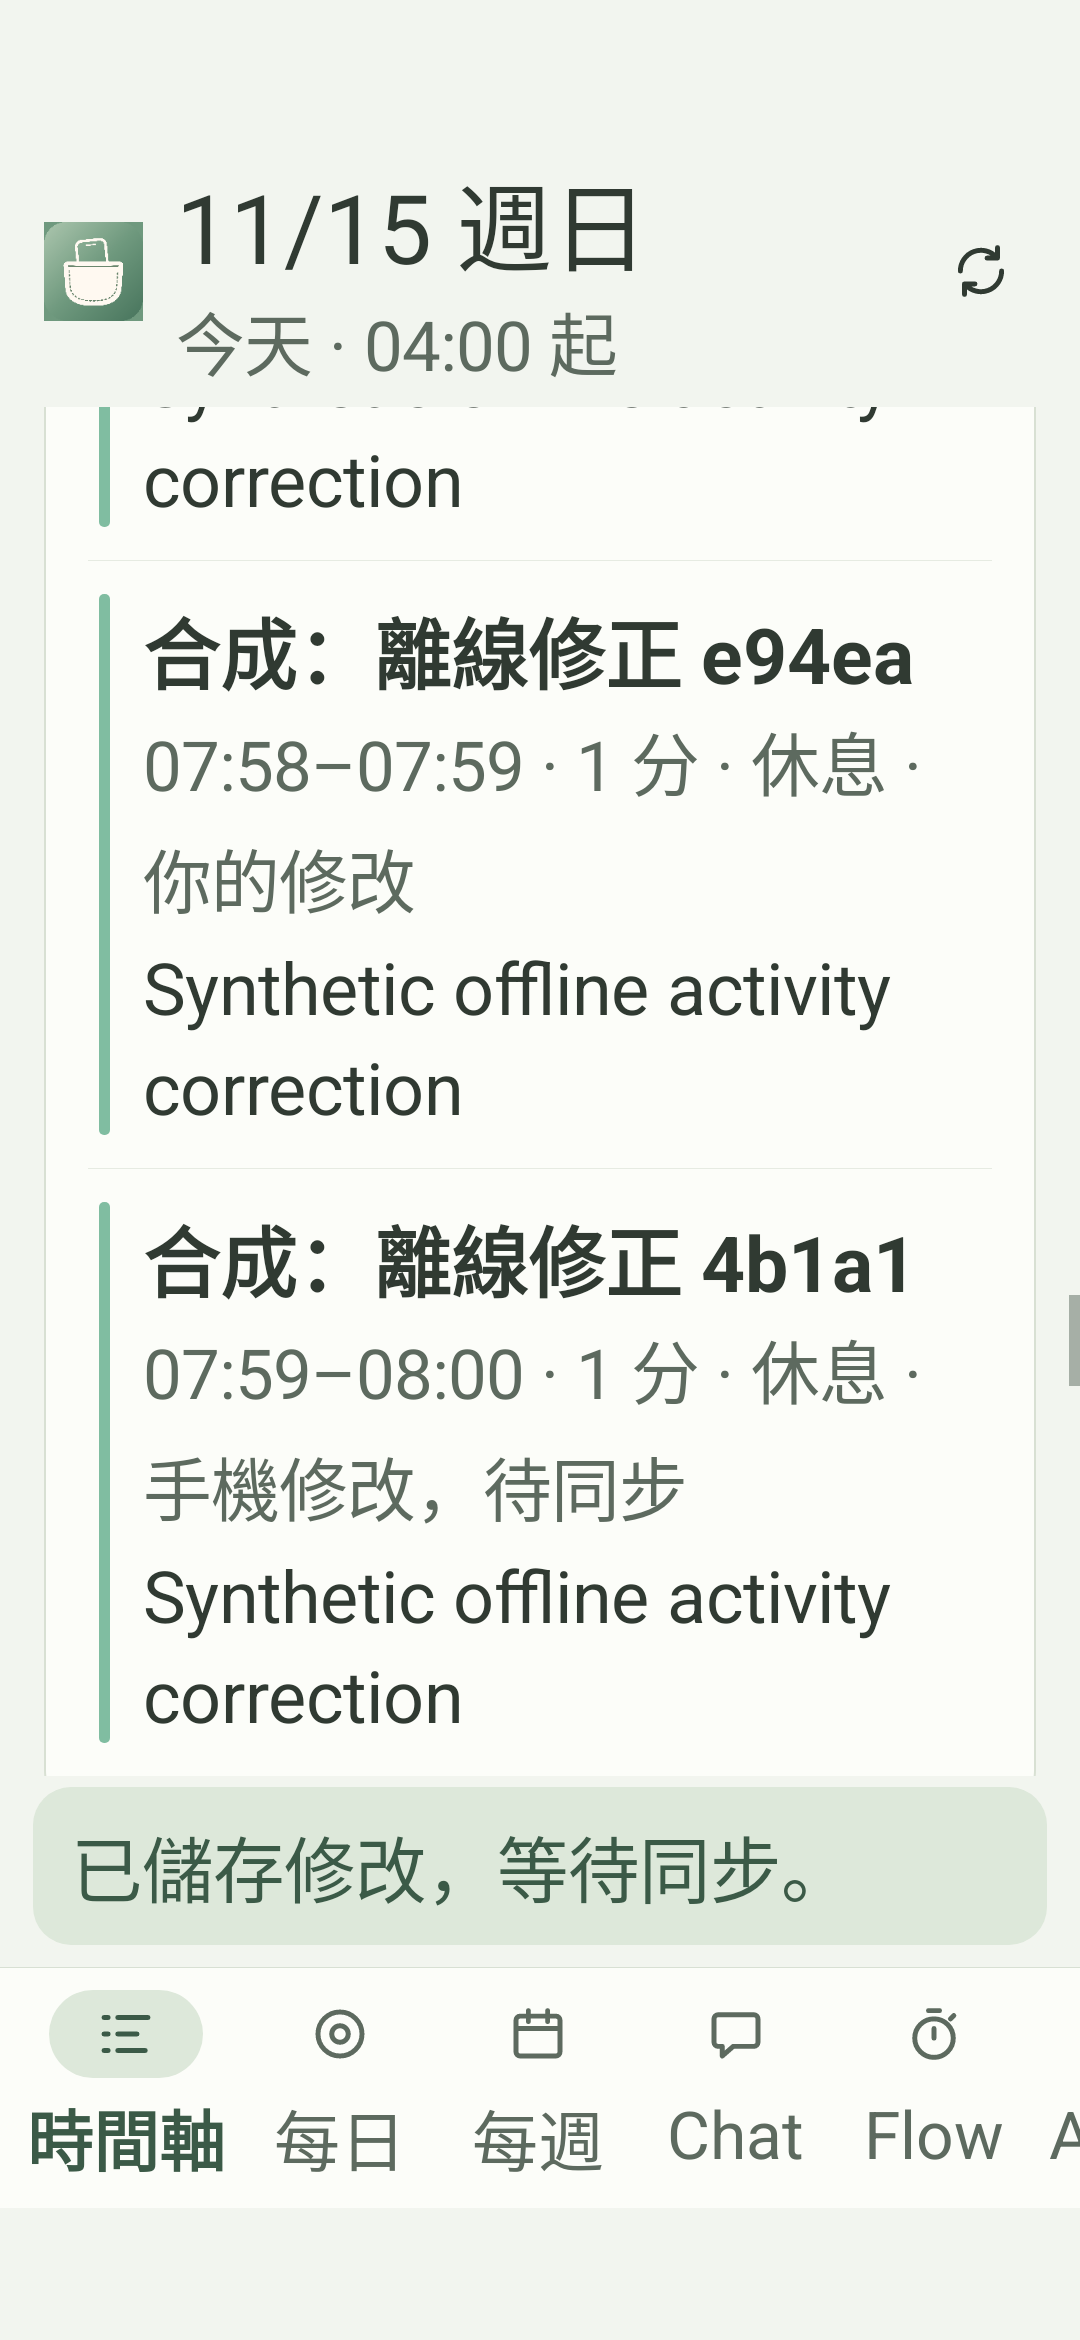 11/15 週日
今天 · 04:00 起
correction
合成：離線修正 e94ea
07:58–07:59 · 1 分 · 休息 ·
你的修改
Synthetic offline activity
correction
合成：離線修正 4b1a1
07:59–08:00 · 1 分 · 休息 ·
手機修改，待同步
Synthetic offline activity
correction
已儲存修改，等待同步。
時間軸 每日 每週 Chat Flow